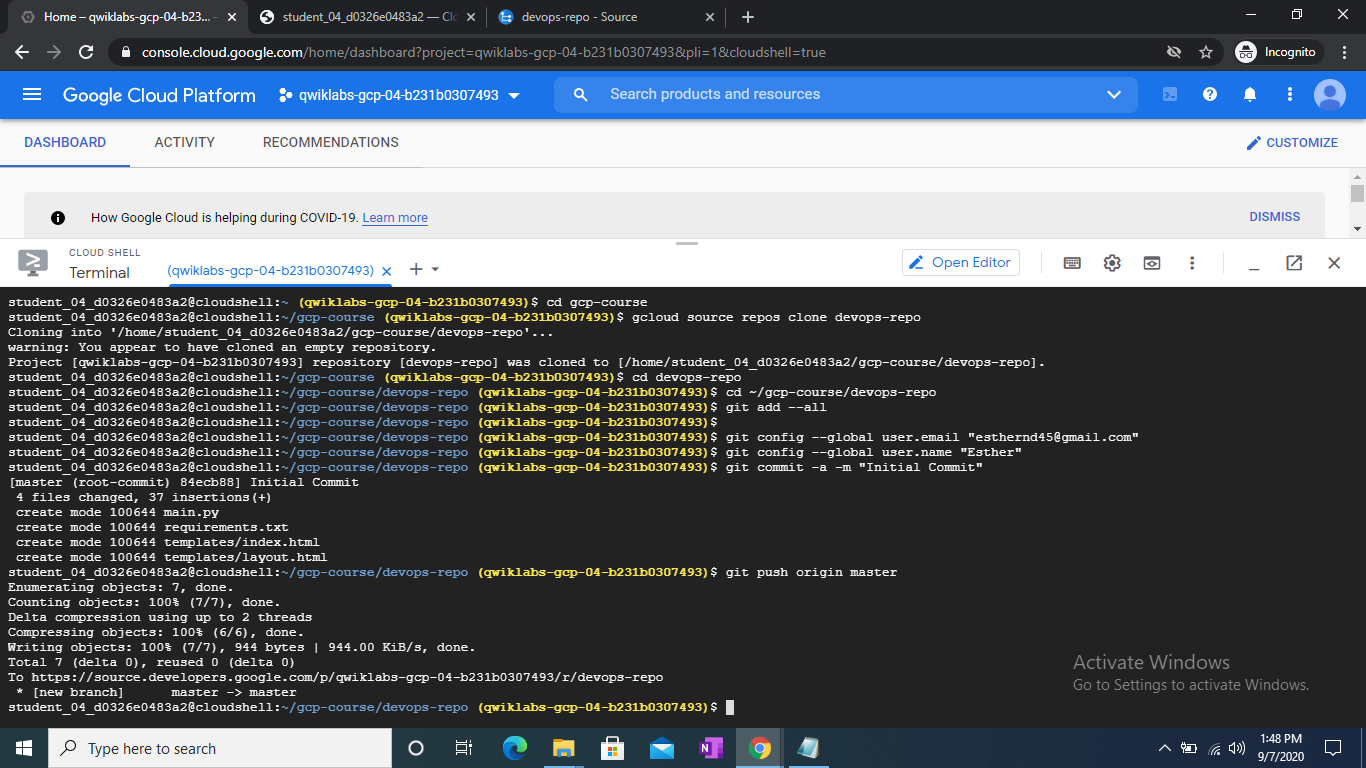 Home – qwiklabs-gcp-04-b23...
student_04_d0326e0483a2 — Clo
devops-repo - Source
console.cloud.google.com/home/dashboard?project=qwiklabs-gcp-04-b231b0307493&pli=1&cloudshell=true
Incognito
Google Cloud Platform
qwiklabs-gcp-04-b231b0307493
Search products and resources
DASHBOARD
ACTIVITY
RECOMMENDATIONS
CUSTOMIZE
How Google Cloud is helping during COVID-19. Learn more
DISMISS
CLOUD SHELL
Terminal
(qwiklabs-gcp-04-b231b0307493)
Open Editor
student_04_d0326e0483a2@cloudshell:~ (qwiklabs-gcp-04-b231b0307493)$ cd gcp-course
student_04_d0326e0483a2@cloudshell:~/gcp-course (qwiklabs-gcp-04-b231b0307493)$ gcloud source repos clone devops-repo
Cloning into '/home/student_04_d0326e0483a2/gcp-course/devops-repo'...
warning: You appear to have cloned an empty repository.
Project [qwiklabs-gcp-04-b231b0307493] repository [devops-repo] was cloned to [/home/student_04_d0326e0483a2/gcp-course/devops-repo].
student_04_d0326e0483a2@cloudshell:~/gcp-course (qwiklabs-gcp-04-b231b0307493)$ cd devops-repo
student_04_d0326e0483a2@cloudshell:~/gcp-course/devops-repo (qwiklabs-gcp-04-b231b0307493)$ cd ~/gcp-course/devops-repo
student_04_d0326e0483a2@cloudshell:~/gcp-course/devops-repo (qwiklabs-gcp-04-b231b0307493)$ git add --all
student_04_d0326e0483a2@cloudshell:~/gcp-course/devops-repo (qwiklabs-gcp-04-b231b0307493)$
student_04_d0326e0483a2@cloudshell:~/gcp-course/devops-repo (qwiklabs-gcp-04-b231b0307493)$ git config --global user.email "esthernd45@gmail.com"
student_04_d0326e0483a2@cloudshell:~/gcp-course/devops-repo (qwiklabs-gcp-04-b231b0307493)$ git config --global user.name "Esther"
student_04_d0326e0483a2@cloudshell:~/gcp-course/devops-repo (qwiklabs-gcp-04-b231b0307493)$ git commit -a -m "Initial Commit"
[master (root-commit) 84ecb88] Initial Commit
4 files changed, 37 insertions(+)
create mode 100644 main.py
create mode 100644 requirements.txt
create mode 100644 templates/index.html
create mode 100644 templates/layout.html
student_04_d0326e0483a2@cloudshell:~/gcp-course/devops-repo (qwiklabs-gcp-04-b231b0307493)$ git push origin master
Enumerating objects: 7, done.
Counting objects: 100% (7/7), done.
Delta compression using up to 2 threads
Compressing objects: 100% (6/6), done.
Writing objects: 100% (7/7), 944 bytes | 944.00 KiB/s, done.
Total 7 (delta 0), reused 0 (delta 0)
To https://source.developers.google.com/p/qwiklabs-gcp-04-b231b0307493/r/devops-repo
* [new branch] master -> master
student_04_d0326e0483a2@cloudshell:~/gcp-course/devops-repo (qwiklabs-gcp-04-b231b0307493)$
Activate Windows
Go to Settings to activate Windows.
Type here to search
1:48 PM
9/7/2020